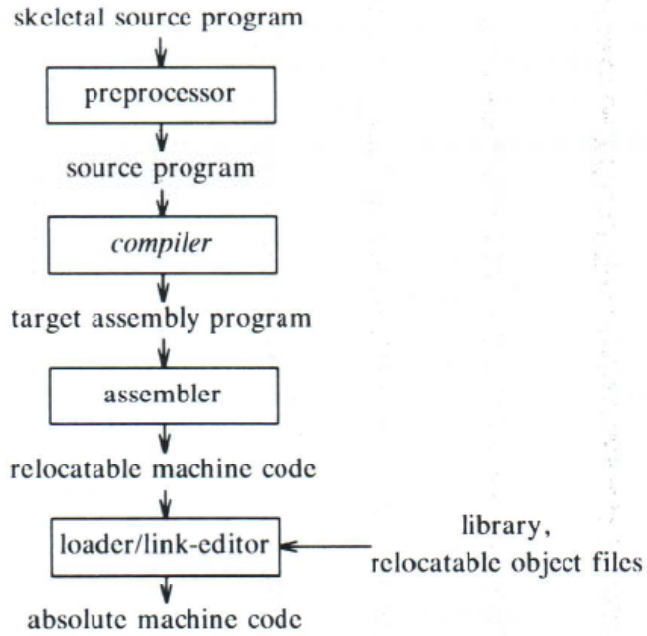 skeletal source program
preprocessor
source program
compiler
target assembly program
assembler
relocatable machine code
loader/link-editor
library,
relocatable object files
absolute machine code